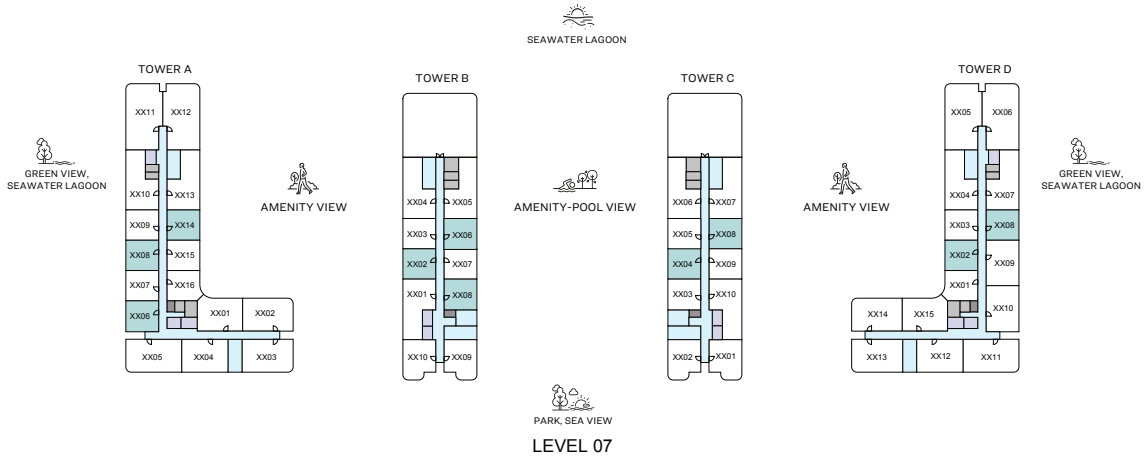 SEAWATER LAGOON
TOWER A
TOWER B
TOWER C
TOWER D
XX11 XX12
XX05 XX06
GREEN VIEW,
SEAWATER LAGOON
GREEN VIEW,
SEAWATER LAGOON
AMENITY VIEW
AMENITY-POOL VIEW
AMENITY VIEW
XX10 XX13
XX09 XX14
XX08 XX15
XX07 XX16
XX06
XX01 XX02
XX05 XX04 XX03
XX04 XX05
XX03 XX06
XX02 XX07
XX01 XX08
XX10 XX09
XX06 XX07
XX05 XX08
XX04 XX09
XX03 XX10
XX02 XX01
XX04 XX07
XX03 XX08
XX02 XX09
XX01
XX10
XX14 XX15
XX13 XX12 XX11
PARK, SEA VIEW
LEVEL 07